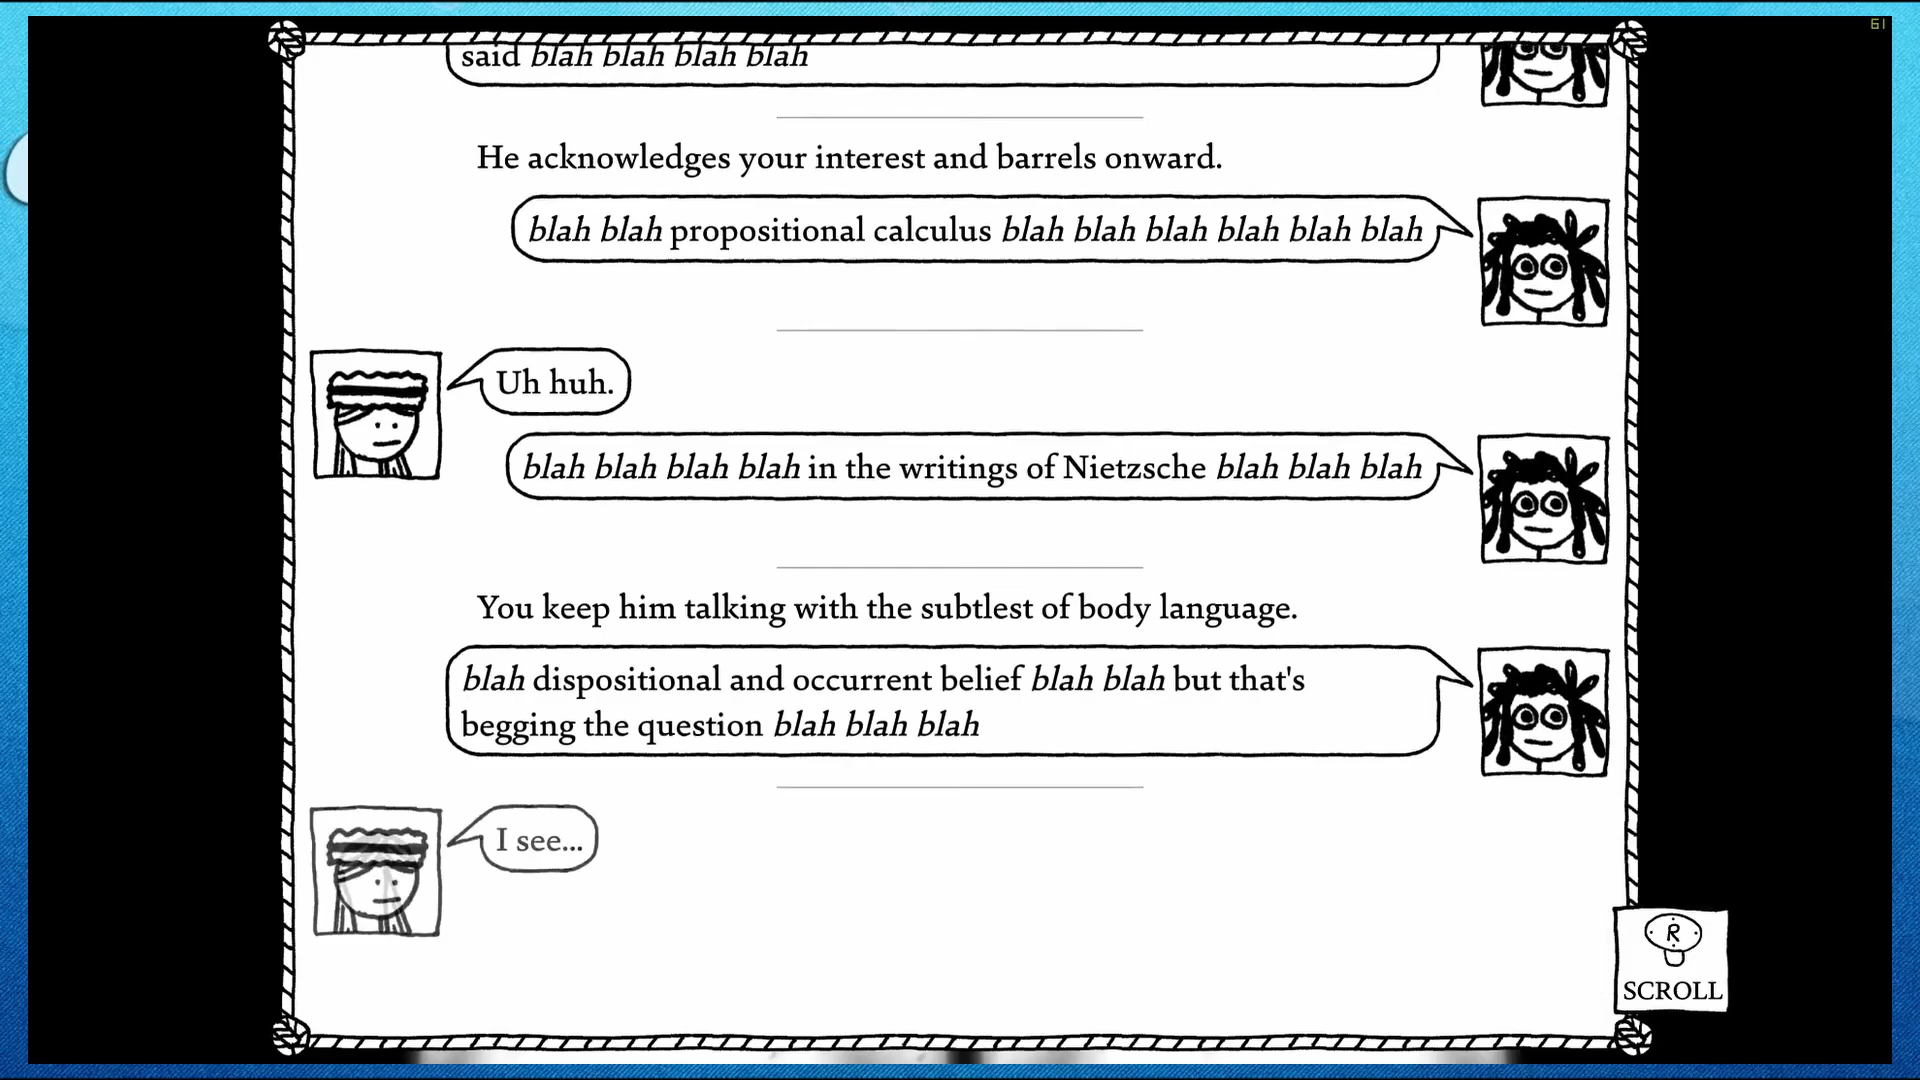 61
said blah blah blah blah
He acknowledges your interest and barrels onward.
blah blah propositional calculus blah blah blah blah blah blah
Uh huh.
blah blah blah blah in the writings of Nietzsche blah blah blah
You keep him talking with the subtlest of body language.
blah dispositional and occurrent belief blah blah but that's
begging the question blah blah blah
I see...
R
SCROLL